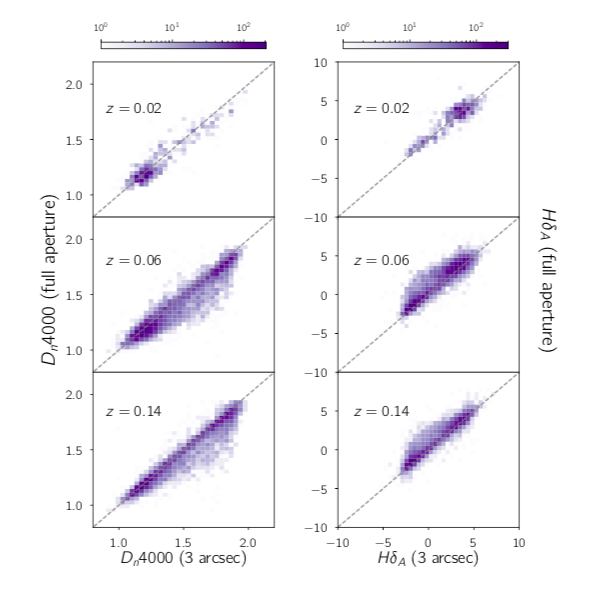 10⁰ 10¹ 10²
10⁰ 10¹ 10²
2.0
1.5
1.0
z = 0.02
10
5
0
−5
−10
z = 0.02
2.0
1.5
1.0
z = 0.06
5
0
−5
−10
z = 0.06
2.0
1.5
1.0
z = 0.14
5
0
−5
−10
z = 0.14
1.0 1.5 2.0
−10 −5 0 5 10
Dₙ4000 (3 arcsec)
Hδ_A (3 arcsec)
Dₙ4000 (full aperture)
Hδ_A (full aperture)